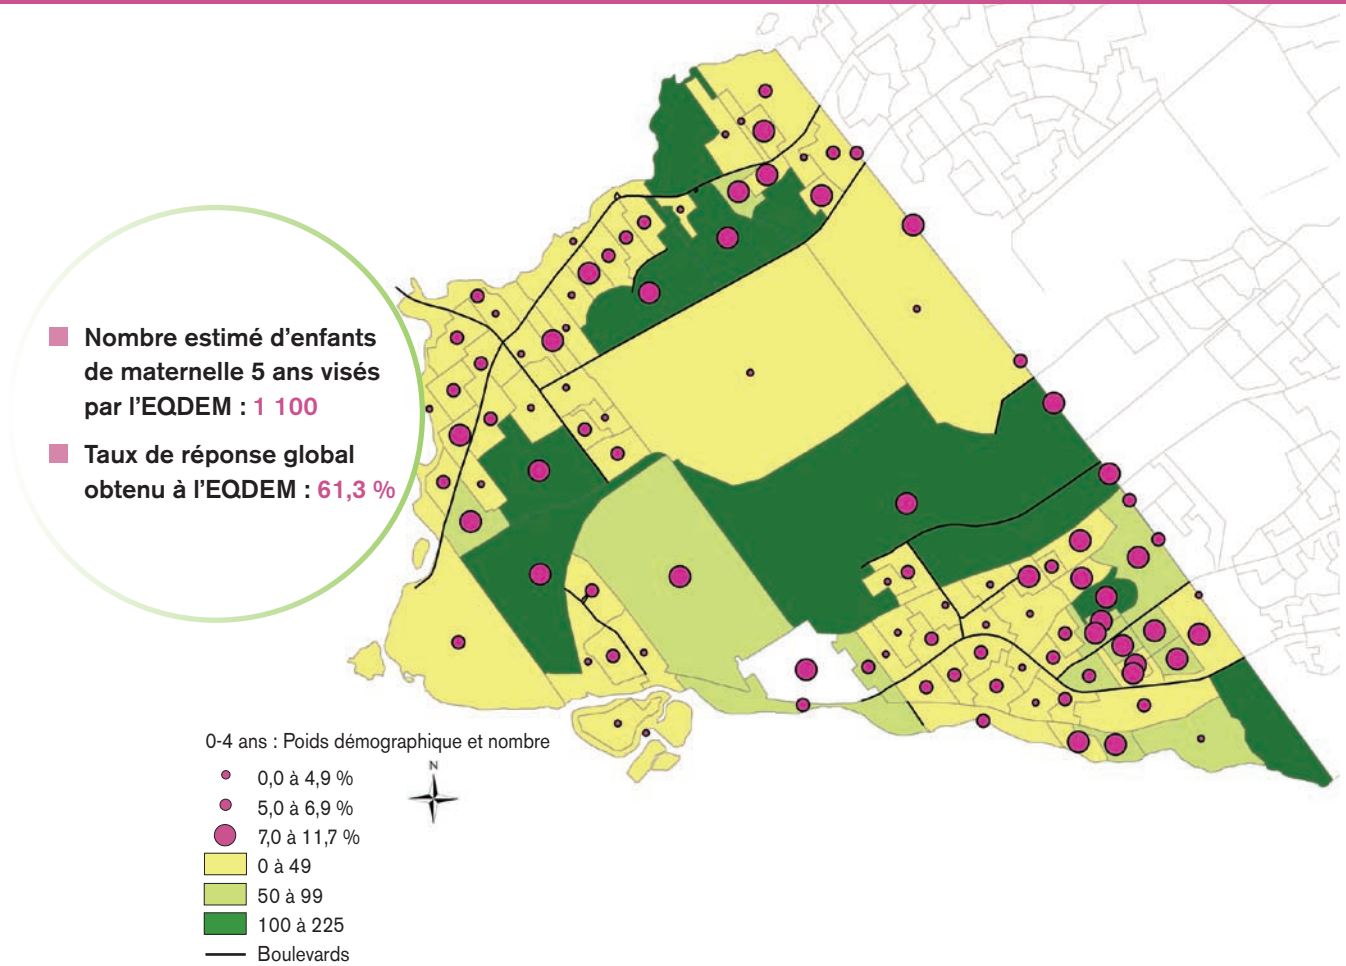 Nombre estimé d'enfants
de maternelle 5 ans visés
par l'EQDEM : 1 100
Taux de réponse global
obtenu à l'EQDEM : 61,3 %
0-4 ans : Poids démographique et nombre
0,0 à 4,9 %
5,0 à 6,9 %
7,0 à 11,7 %
0 à 49
50 à 99
100 à 225
Boulevards
N